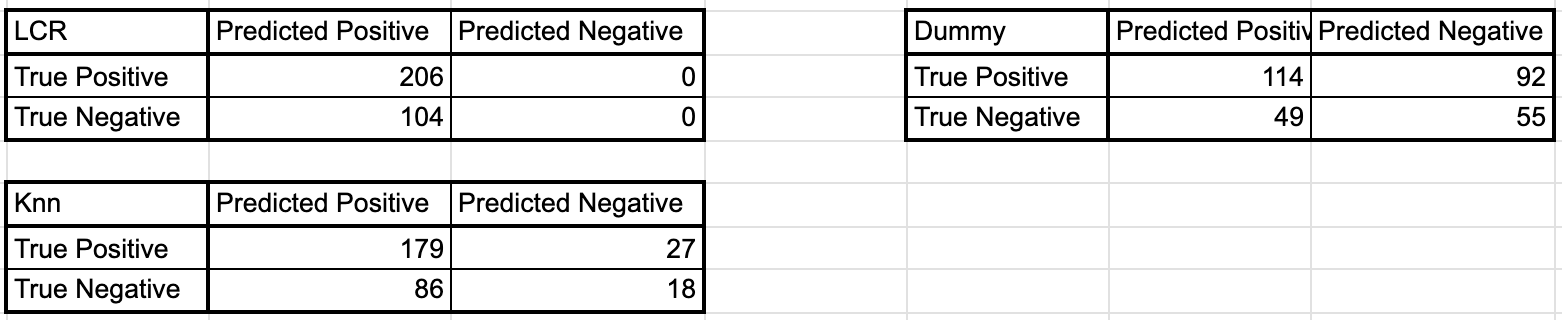 LCR Predicted Positive Predicted Negative
True Positive 206 0
True Negative 104 0
Dummy Predicted Positiv Predicted Negative
True Positive 114 92
True Negative 49 55
Knn Predicted Positive Predicted Negative
True Positive 179 27
True Negative 86 18